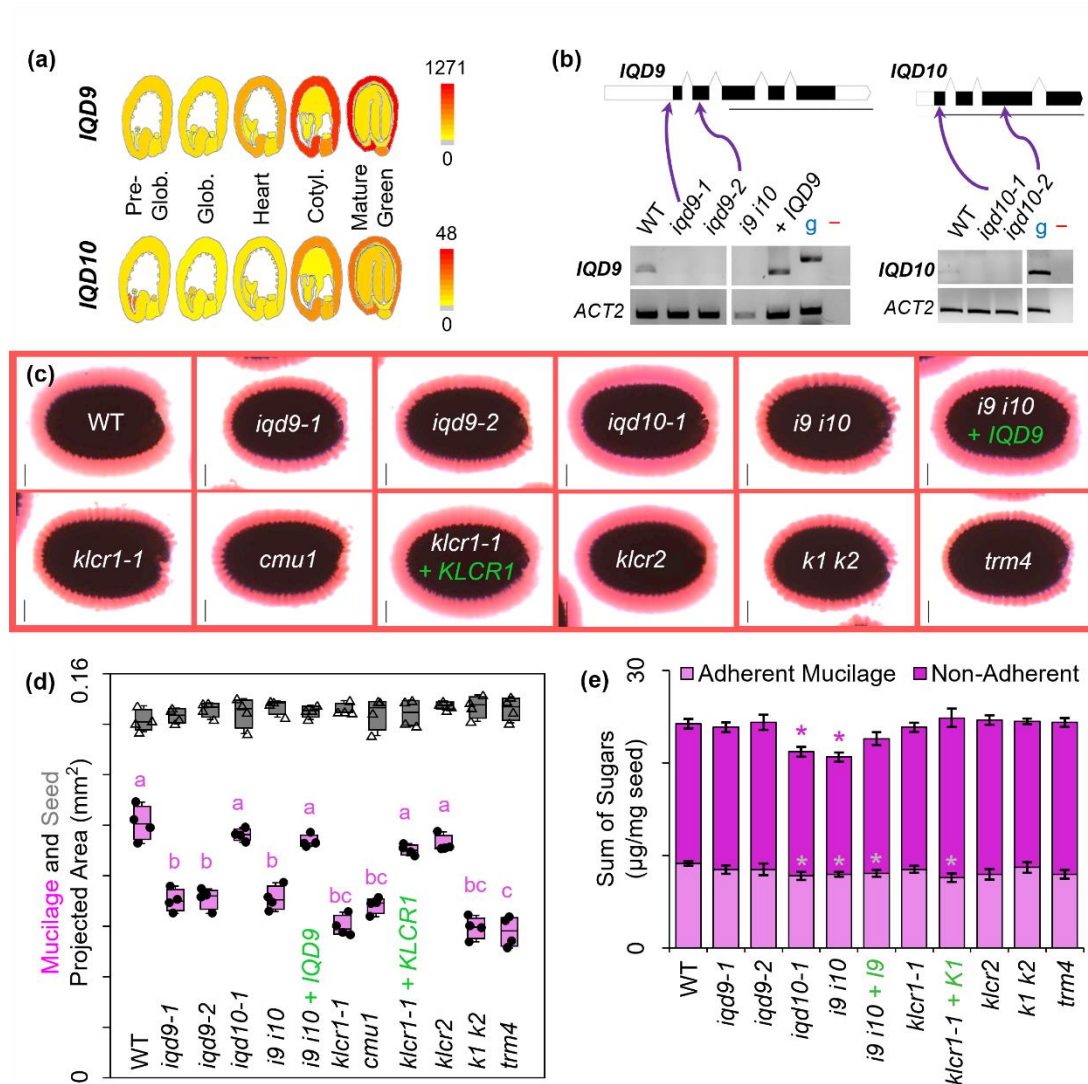 (a)
IQD9
1271
0
Pre-
Glob.
Glob.
Heart
Cotyl.
Mature
Green
IQD10
48
0
(b)
IQD9
IQD10
WT
iqd9-1
iqd9-2
i9 i10
+ IQD9
g
–
IQD9
ACT2
WT
iqd10-1
iqd10-2
g
–
IQD10
ACT2
(c)
WT
iqd9-1
iqd9-2
iqd10-1
i9 i10
i9 i10
+ IQD9
klcr1-1
cmu1
klcr1-1
+ KLCR1
klcr2
k1 k2
trm4
(d)
Mucilage and Seed
Projected Area (mm²)
0.16
0
a
b
b
a
b
a
bc
bc
a
a
bc
c
WT
iqd9-1
iqd9-2
iqd10-1
i9 i10
i9 i10 + IQD9
klcr1-1
cmu1
klcr1-1 + KLCR1
klcr2
k1 k2
trm4
(e)
Adherent Mucilage
Non-Adherent
Sum of Sugars
(µg/mg seed)
30
0
* *
* * * *
WT
iqd9-1
iqd9-2
iqd10-1
i9 i10
i9 i10 + I9
klcr1-1
klcr1-1 + K1
klcr2
k1 k2
trm4